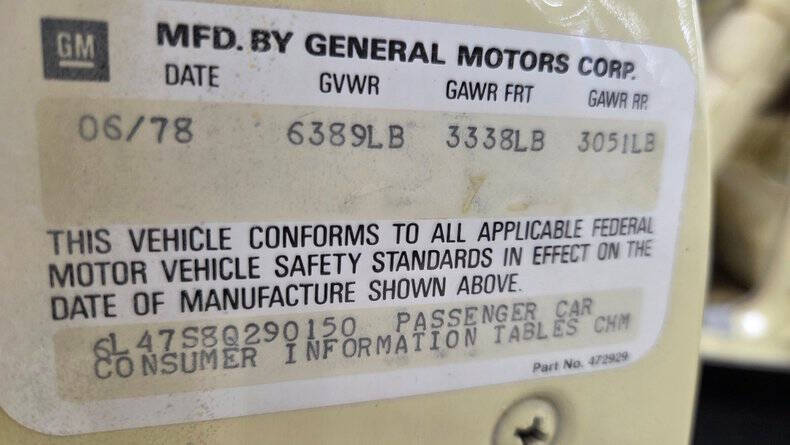 GM
MFD. BY GENERAL MOTORS CORP.
DATE GVWR GAWR FRT GAWR RR
06/78 6389LB 3338LB 3051LB
THIS VEHICLE CONFORMS TO ALL APPLICABLE FEDERAL
MOTOR VEHICLE SAFETY STANDARDS IN EFFECT ON THE
DATE OF MANUFACTURE SHOWN ABOVE.
6L47S8Q290150 PASSENGER CAR
CONSUMER INFORMATION TABLES CHM
Part No. 472929